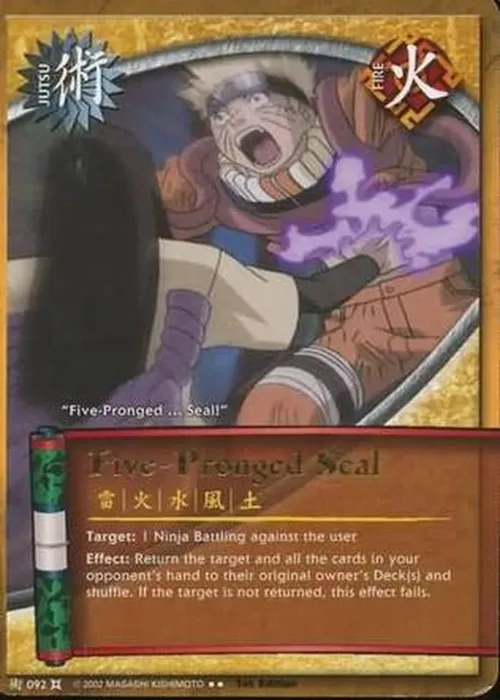 JUTSU
術
FIRE
火
"Five-Pronged ... Seal!"
Five-Pronged Seal
雷|火|水|風|土
Target: 1 Ninja Battling against the user
Effect: Return the target and all the cards in your
opponent's hand to their original owner's Deck(s) and
shuffle. If the target is not returned, this effect fails.
術 092 © 2002 MASASHI KISHIMOTO ★★ 1st Edition